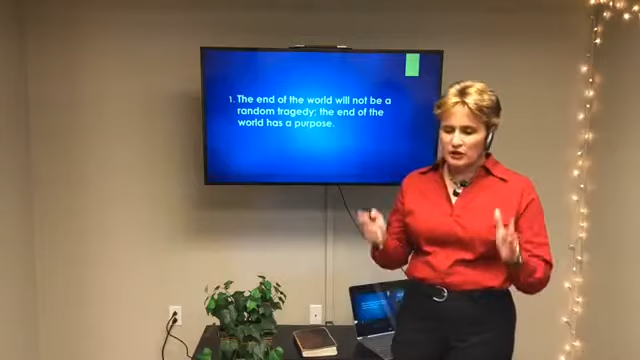 1. The end of the world will not be a
random tragedy; the end of the
world has a purpose.